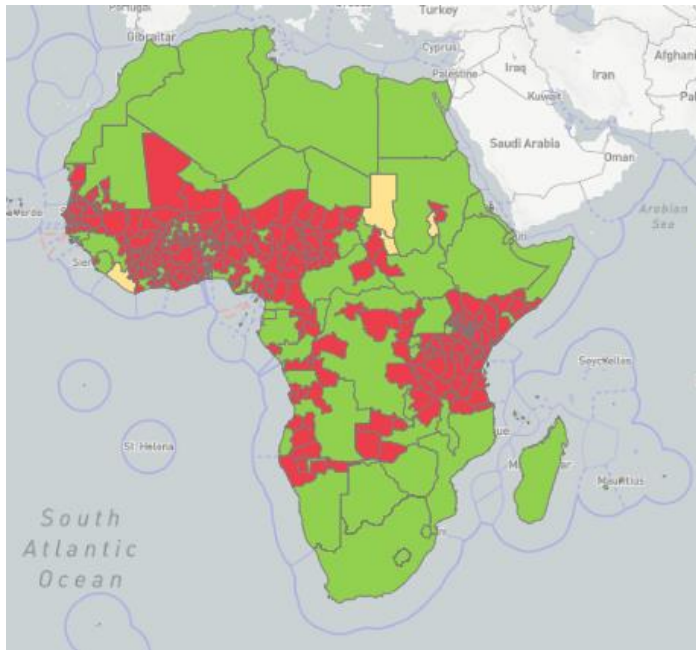 Portugal
Gibraltar
Turkey
Cyprus
Palestine
Iraq
Iran
Kuwait
Saudi Arabia
Oman
Arabian
Sea
Seychelles
Mauritius
St. Helena
South
Atlantic
Ocean